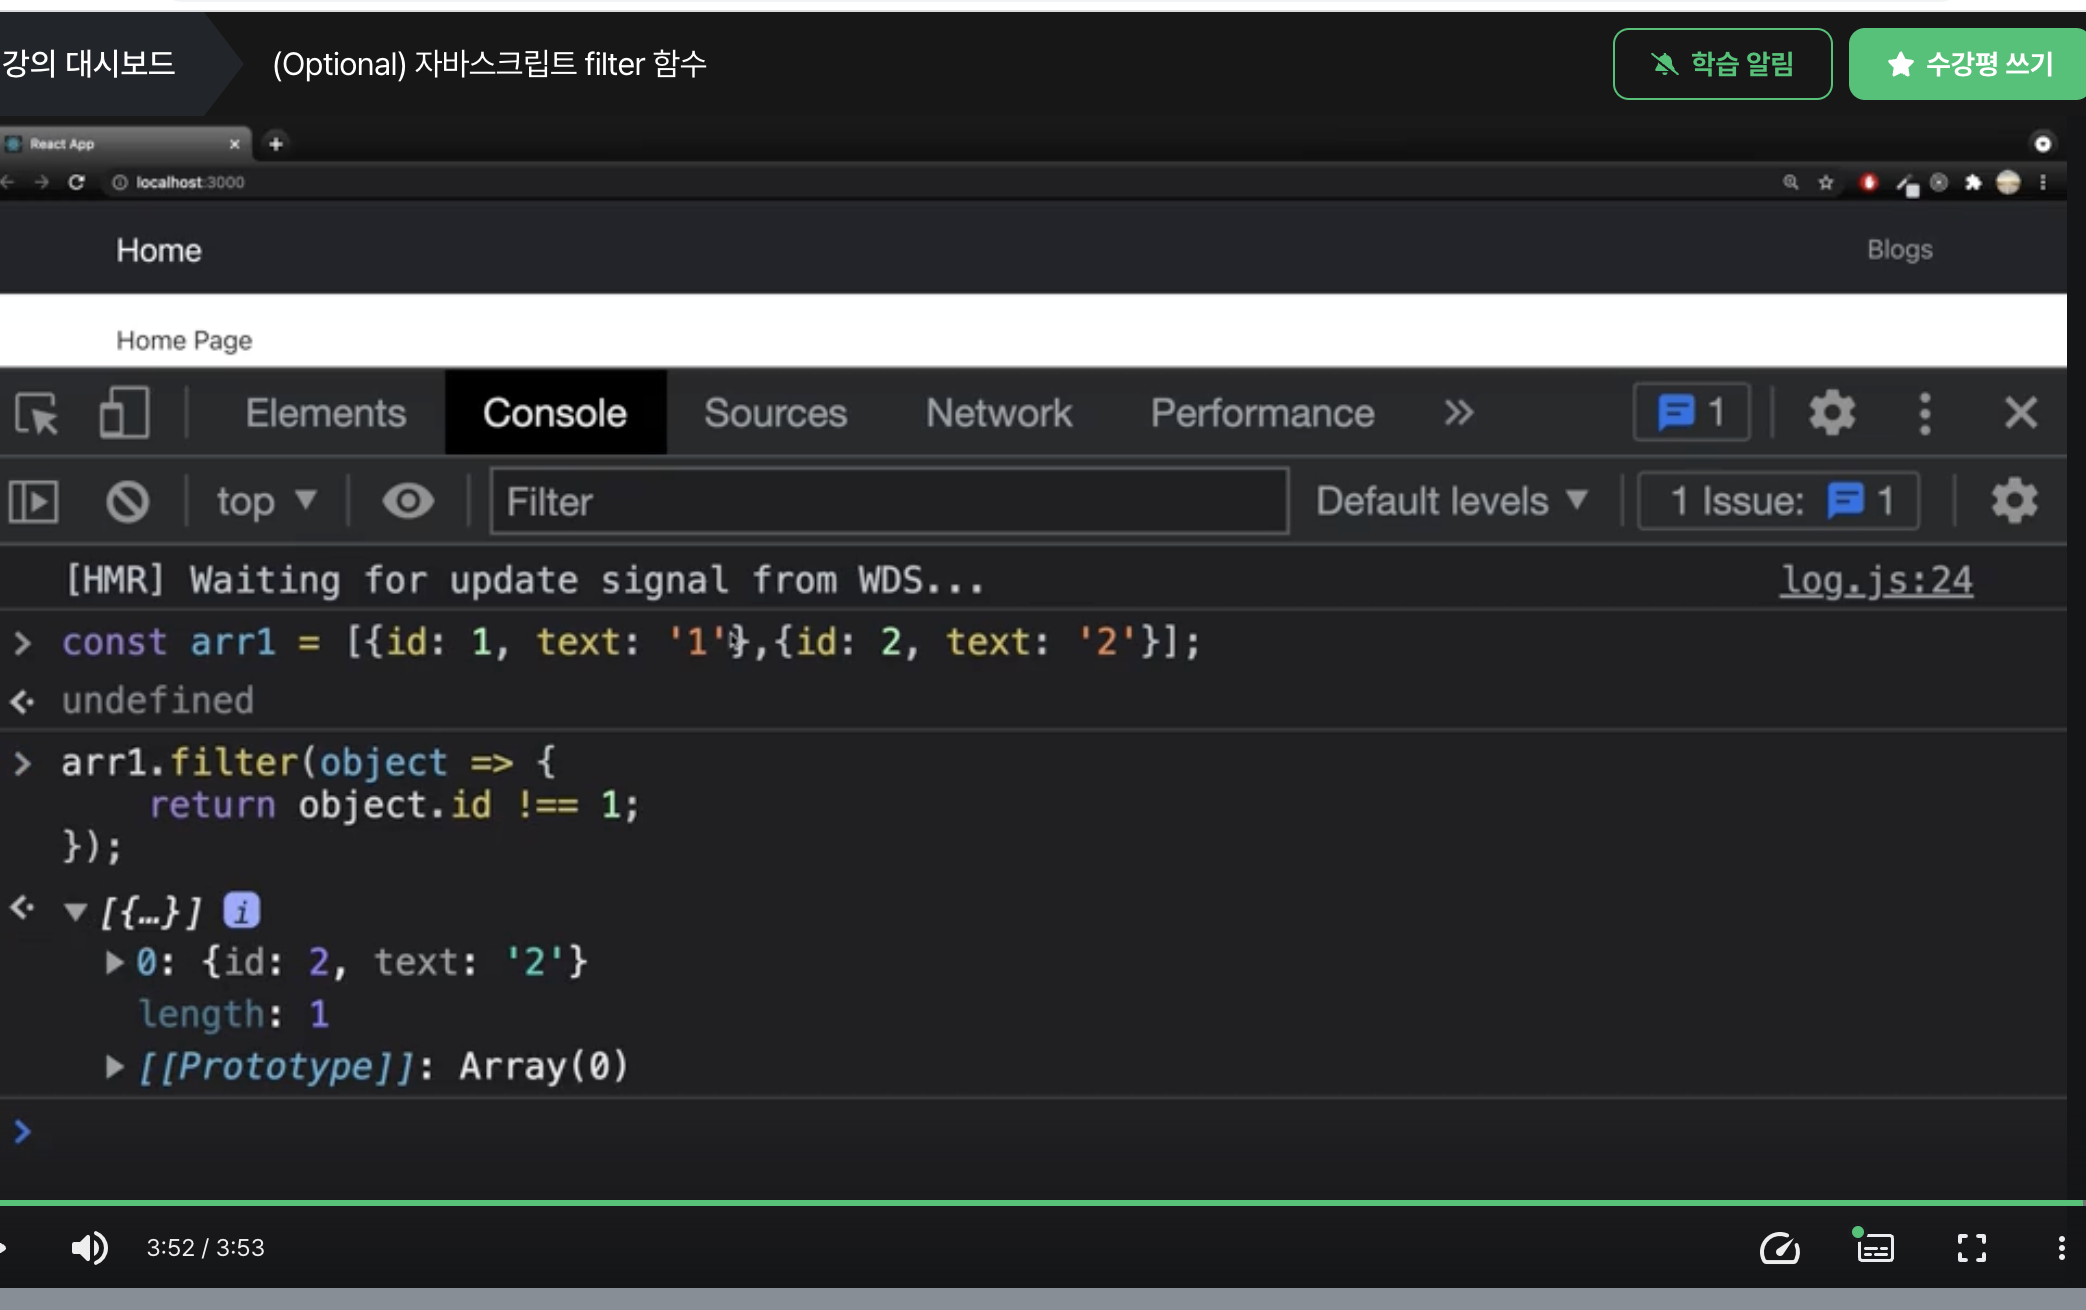 강의 대시보드
(Optional) 자바스크립트 filter 함수
학습 알림
수강평 쓰기
React App
localhost:3000
Home
Blogs
Home Page
Elements
Console
Sources
Network
Performance
1
top
Filter
Default levels
1 Issue: 1
[HMR] Waiting for update signal from WDS...
log.js:24
> const arr1 = [{id: 1, text: '1'},{id: 2, text: '2'}];
undefined
> arr1.filter(object => {
return object.id !== 1;
});
[{…}] i
0: {id: 2, text: '2'}
length: 1
[[Prototype]]: Array(0)
>
3:52 / 3:53